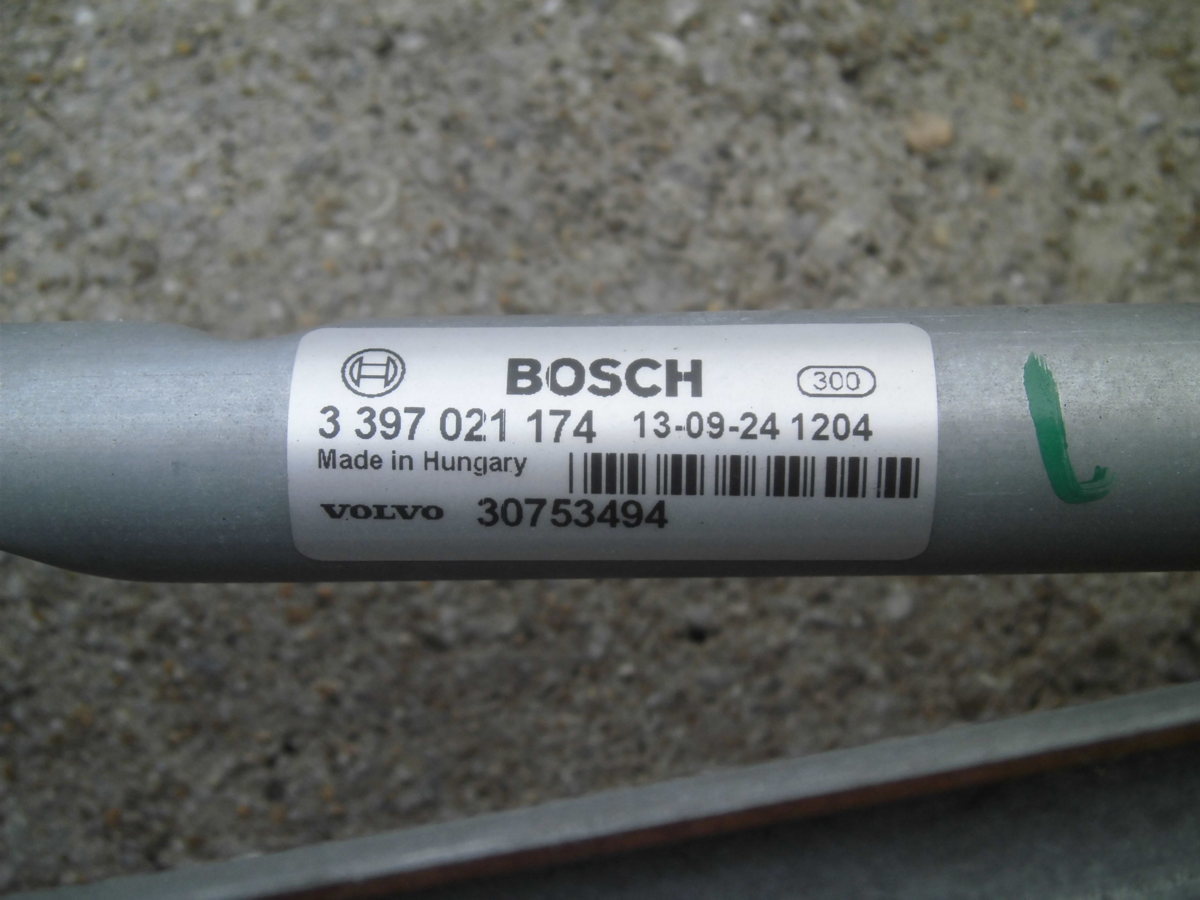 BOSCH 300
3 397 021 174 13-09-24 1204
Made in Hungary
VOLVO 30753494